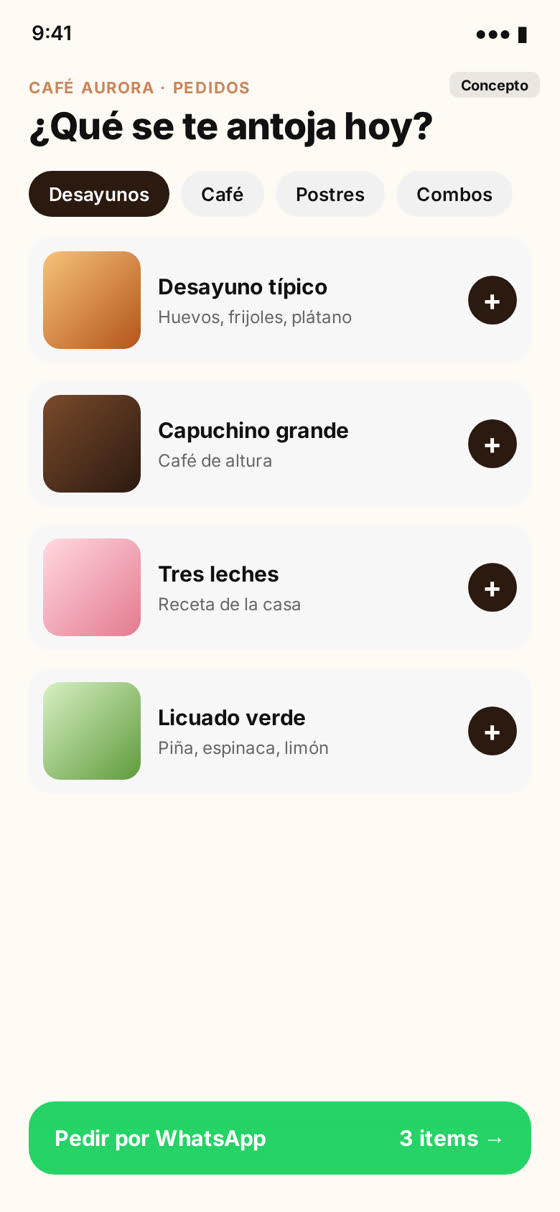 9:41
CAFÉ AURORA · PEDIDOS
Concepto
¿Qué se te antoja hoy?
Desayunos Café Postres Combos
Desayuno típico
Huevos, frijoles, plátano
+
Capuchino grande
Café de altura
+
Tres leches
Receta de la casa
+
Licuado verde
Piña, espinaca, limón
+
Pedir por WhatsApp 3 items →